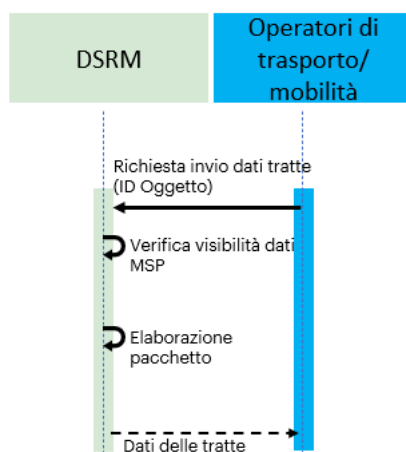 DSRM
Operatori di
trasporto/
mobilità
Richiesta invio dati tratte
(ID Oggetto)
Verifica visibilità dati
MSP
Elaborazione
pacchetto
Dati delle tratte